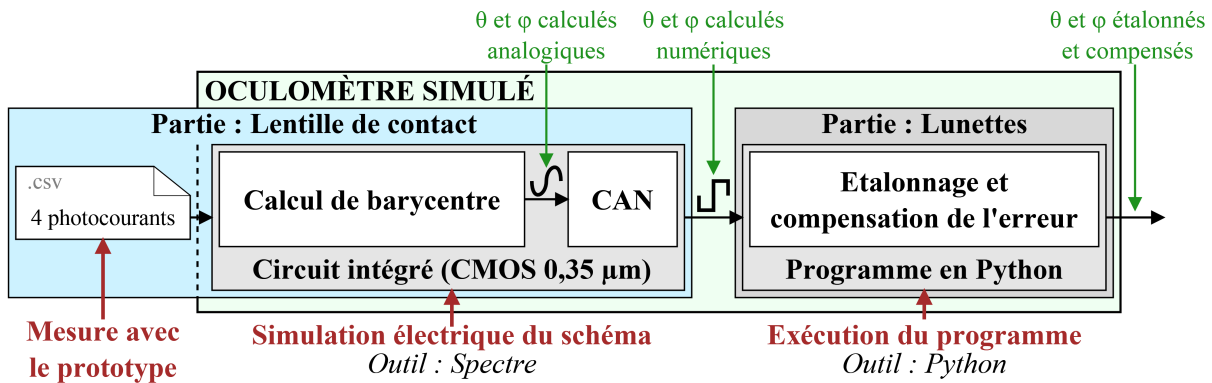 θ et φ calculés
analogiques
θ et φ calculés
numériques
θ et φ étalonnés
et compensés
OCULOMÈTRE SIMULÉ
Partie : Lentille de contact
Partie : Lunettes
.csv
4 photocourants
Calcul de barycentre
CAN
Etalonnage et
compensation de l'erreur
Circuit intégré (CMOS 0,35 µm)
Programme en Python
Mesure avec
le prototype
Simulation électrique du schéma
Outil : Spectre
Exécution du programme
Outil : Python